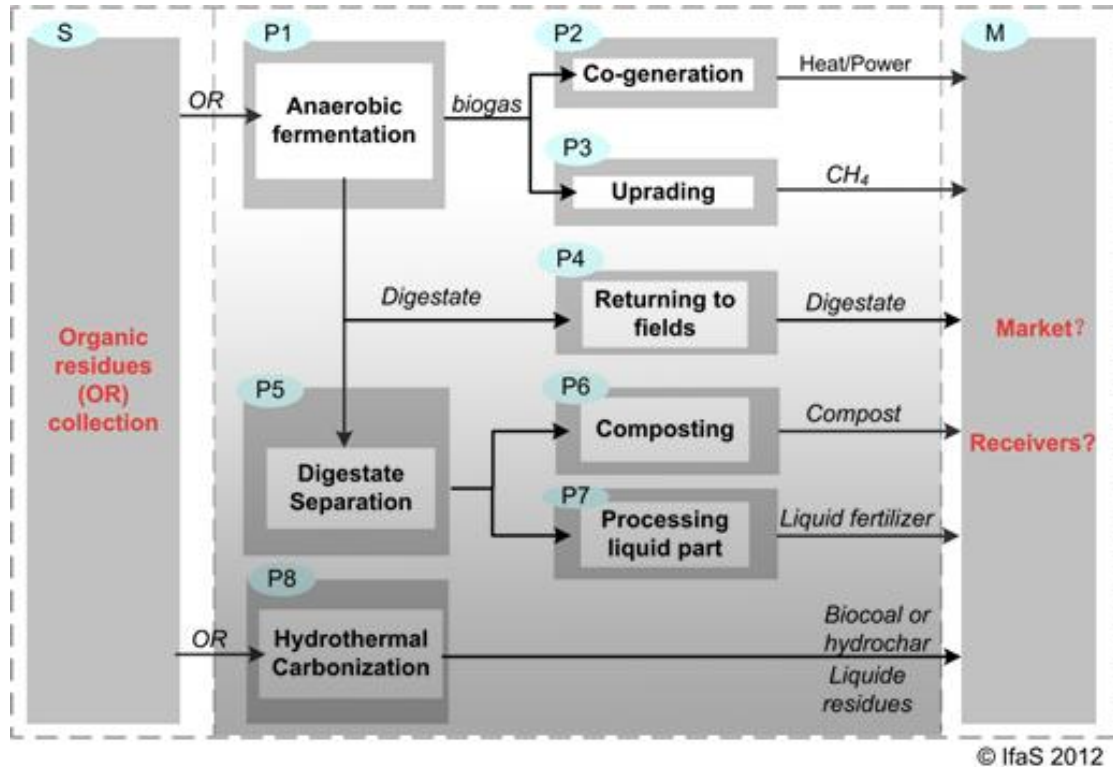 S
P1
P2
M
OR
Anaerobic
fermentation
biogas
Co-generation
Heat/Power
P3
Uprading
CH₄
P4
Digestate
Returning to
fields
Digestate
Organic
residues
(OR)
collection
Market?
Receivers?
P5
Digestate
Separation
P6
Composting
Compost
P7
Processing
liquid part
Liquid fertilizer
P8
OR
Hydrothermal
Carbonization
Biocoal or
hydrochar
Liquide
residues
© IfaS 2012